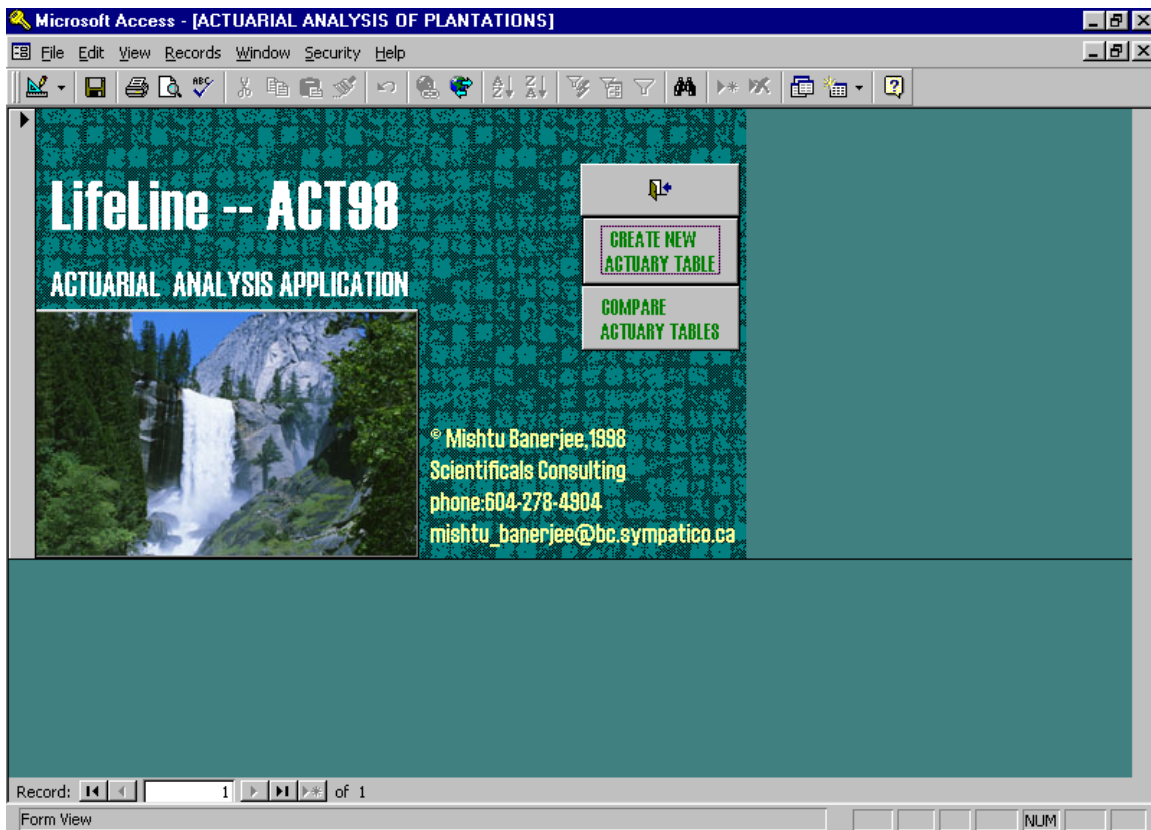 Microsoft Access - [ACTUARIAL ANALYSIS OF PLANTATIONS]
File Edit View Records Window Security Help
ABC
A Z Z A
LifeLine -- ACT98
ACTUARIAL ANALYSIS APPLICATION
CREATE NEW
ACTUARY TABLE
COMPARE
ACTUARY TABLES
© Mishtu Banerjee,1998
Scientificals Consulting
phone:604-278-4904
mishtu_banerjee@bc.sympatico.ca
Record: 1 of 1
Form View NUM